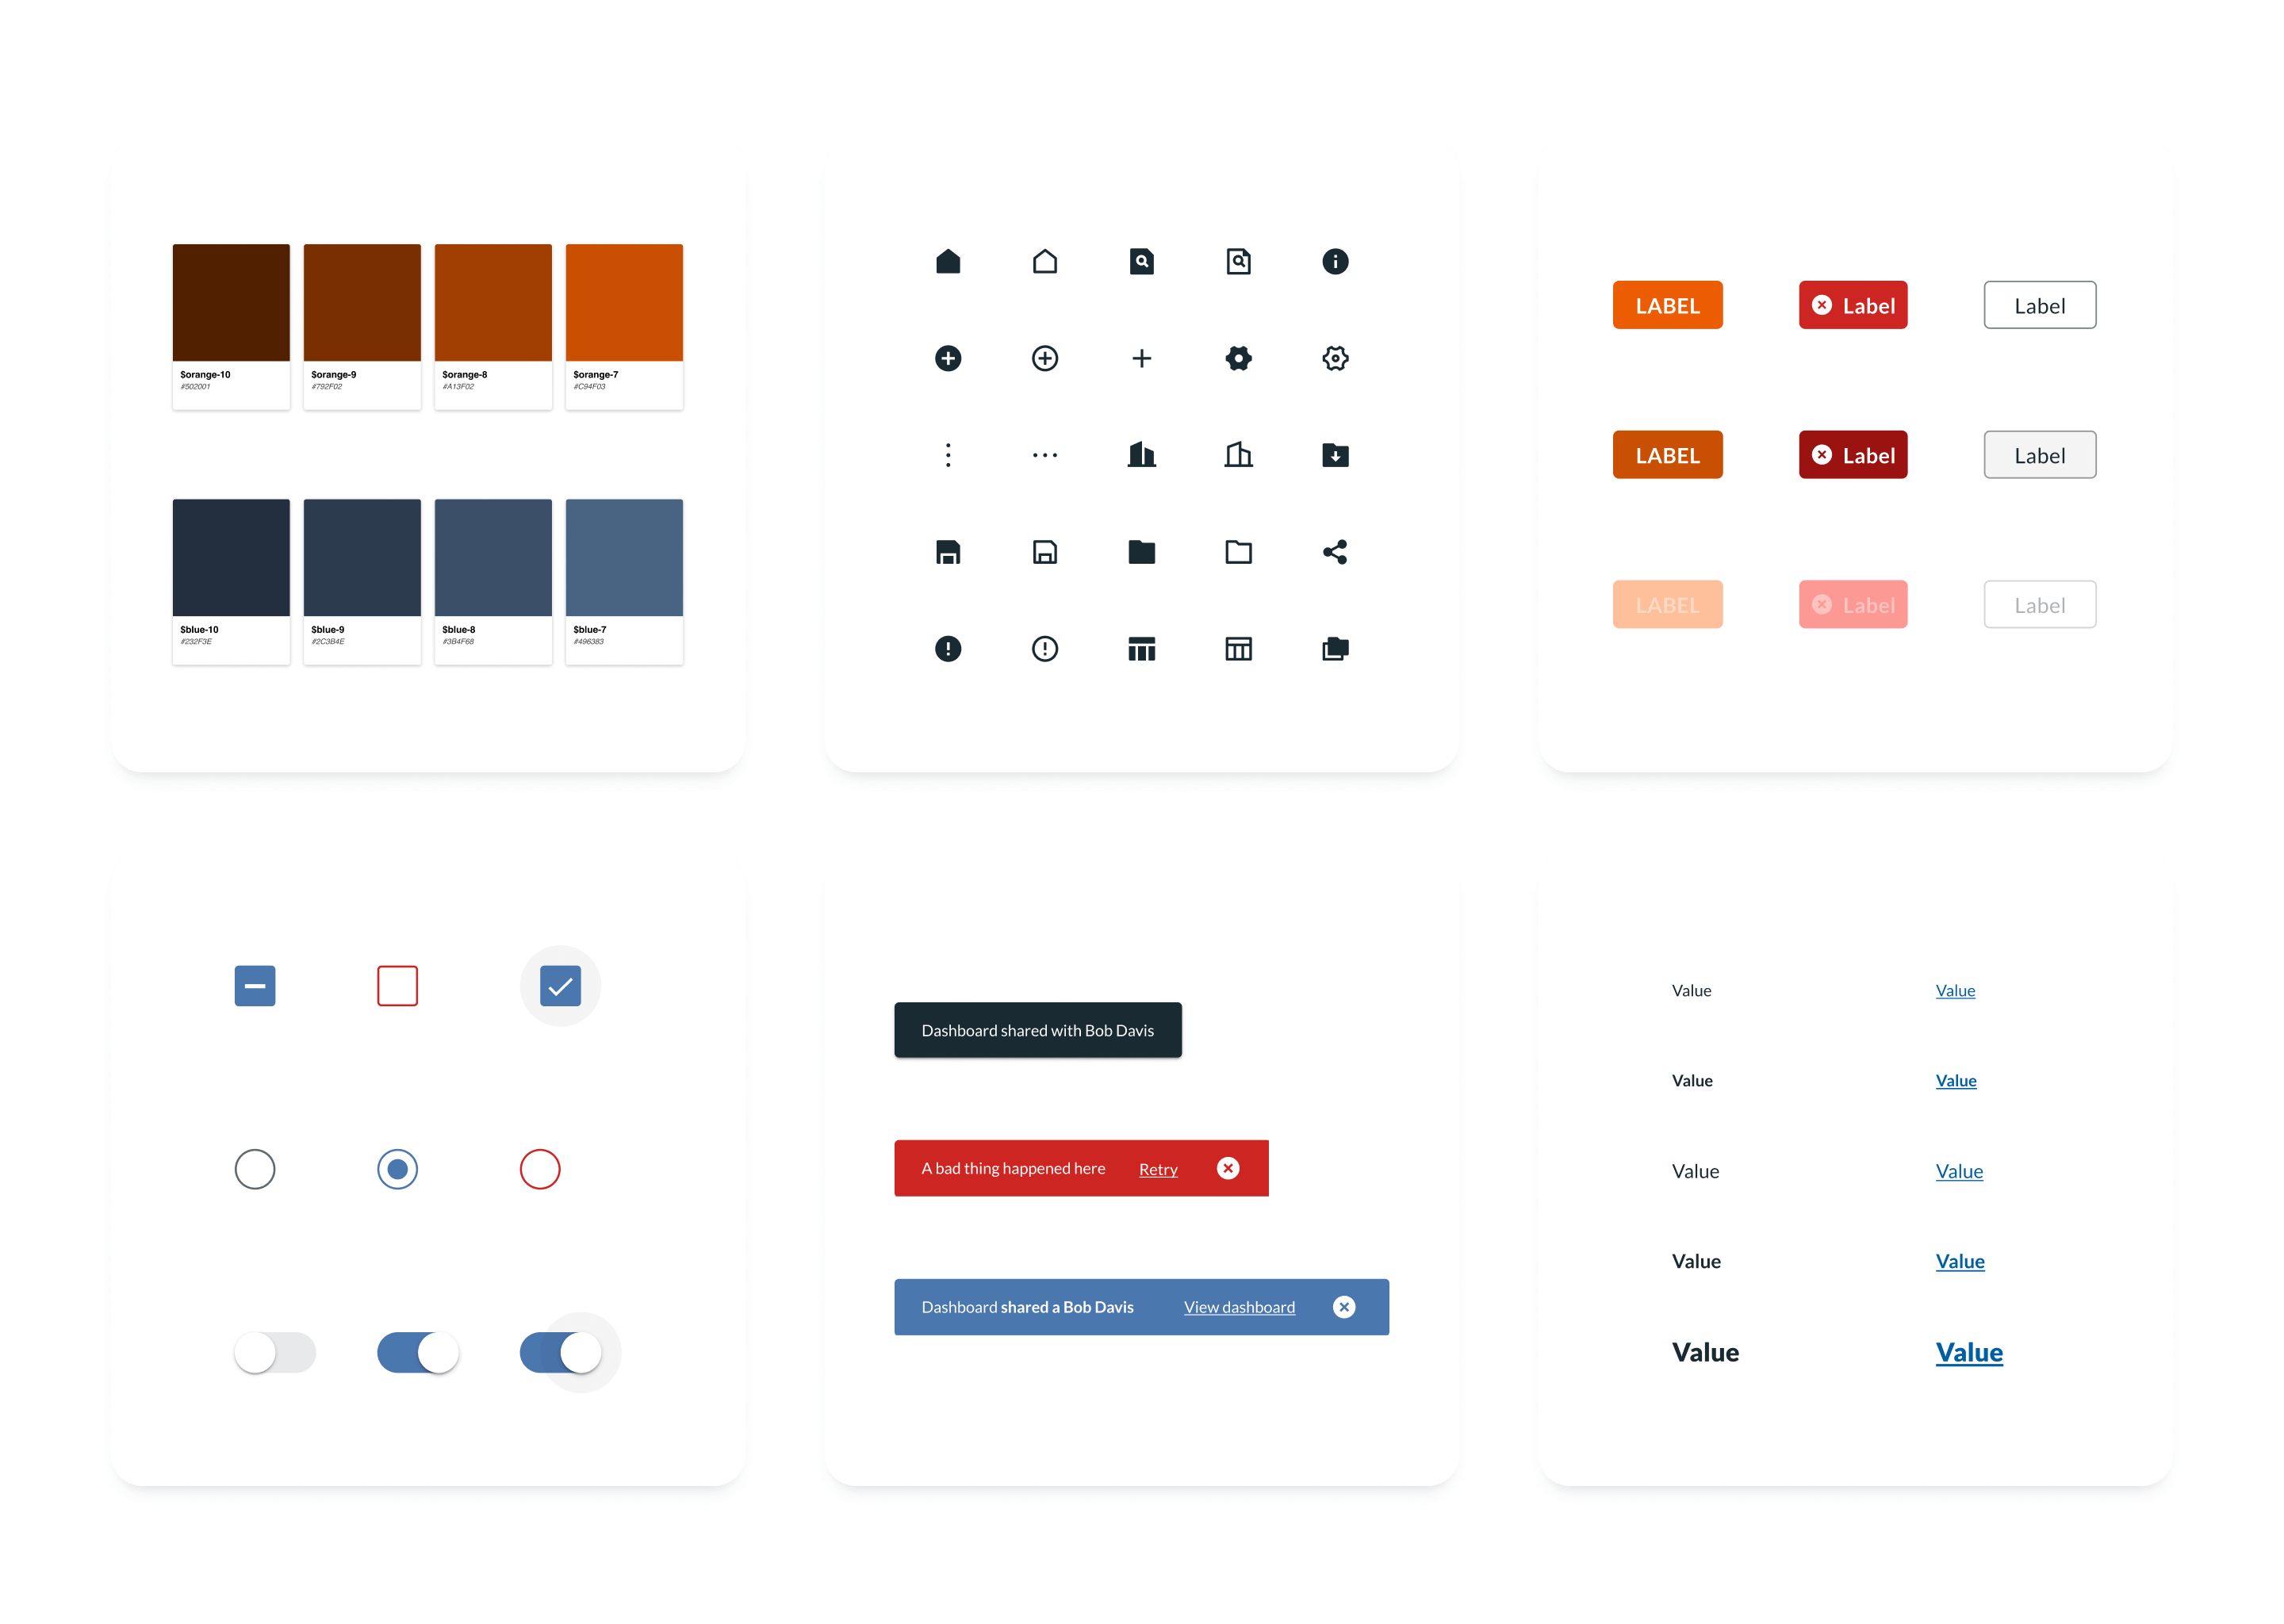 $orange-10
#502001
$orange-9
#792F02
$orange-8
#A13F02
$orange-7
#C94F03
$blue-10
#232F3E
$blue-9
#2C3B4E
$blue-8
#3B4F68
$blue-7
#496383
LABEL
Label
Label
LABEL
Label
Label
LABEL
Label
Label
Dashboard shared with Bob Davis
A bad thing happened here Retry
Dashboard shared a Bob Davis View dashboard
Value Value
Value Value
Value Value
Value Value
Value Value